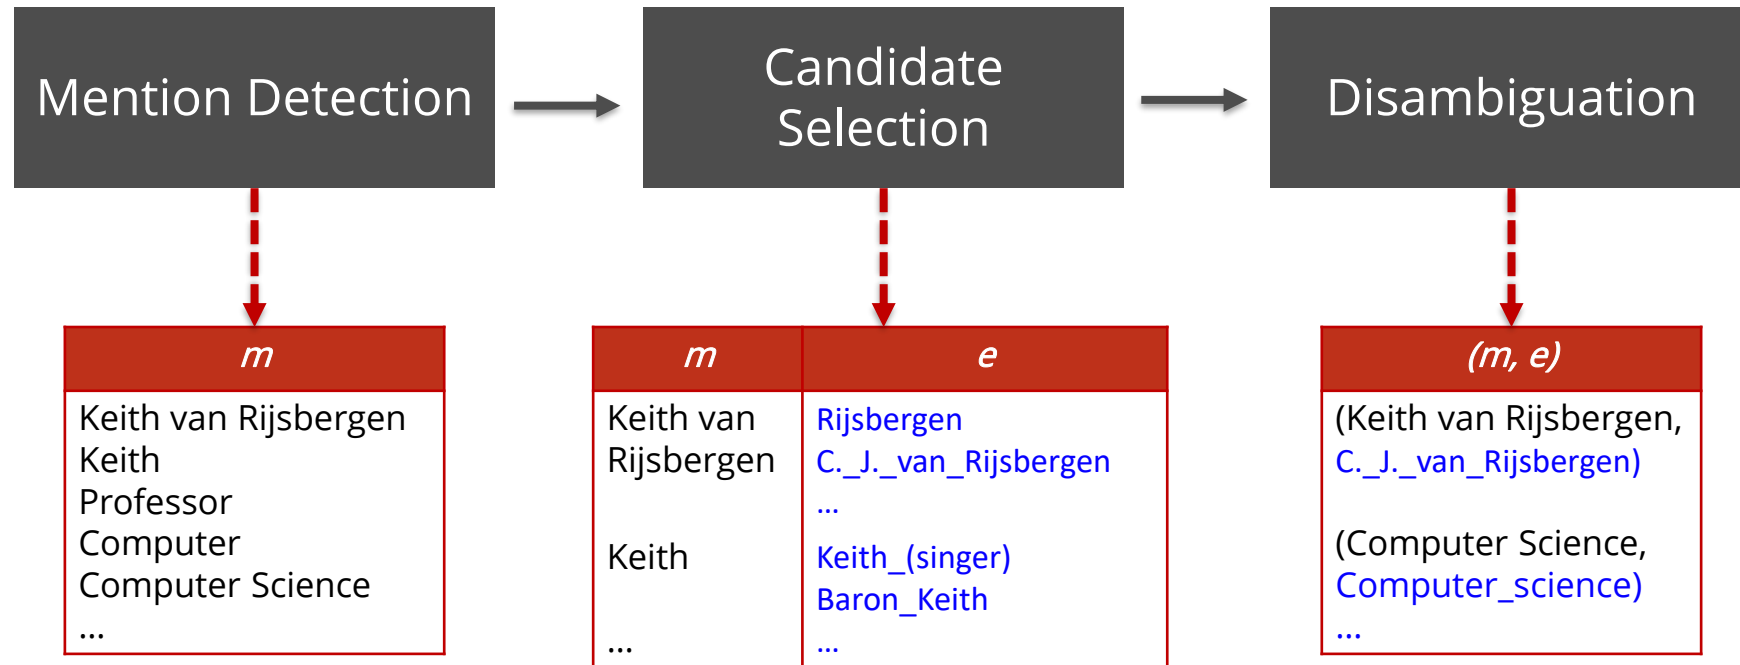 Mention Detection
Candidate
Selection
Disambiguation
m
Keith van Rijsbergen
Keith
Professor
Computer
Computer Science
...
m
e
Keith van
Rijsbergen
Rijsbergen
C._J._van_Rijsbergen
...
Keith
Keith_(singer)
Baron_Keith
...
...
(m, e)
(Keith van Rijsbergen,
C._J._van_Rijsbergen)
(Computer Science,
Computer_science)
...